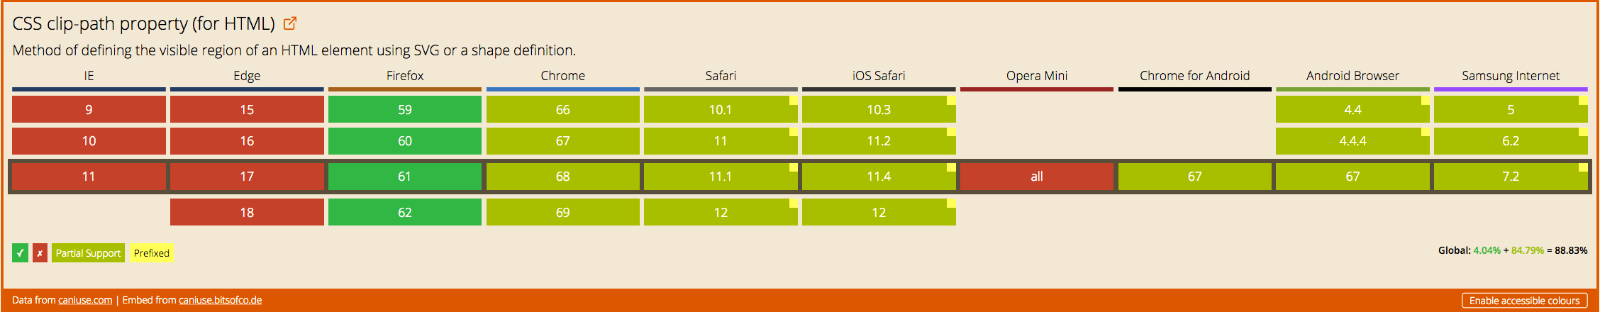 CSS clip-path property (for HTML)
Method of defining the visible region of an HTML element using SVG or a shape definition.
IE Edge Firefox Chrome Safari iOS Safari Opera Mini Chrome for Android Android Browser Samsung Internet
9 15 59 66 10.1 10.3 4.4 5
10 16 60 67 11 11.2 4.4.4 6.2
11 17 61 68 11.1 11.4 all 67 67 7.2
18 62 69 12 12
✓ ✗ Partial Support Prefixed Global: 4.04% + 84.79% = 88.83%
Data from caniuse.com | Embed from caniuse.bitsofco.de Enable accessible colours